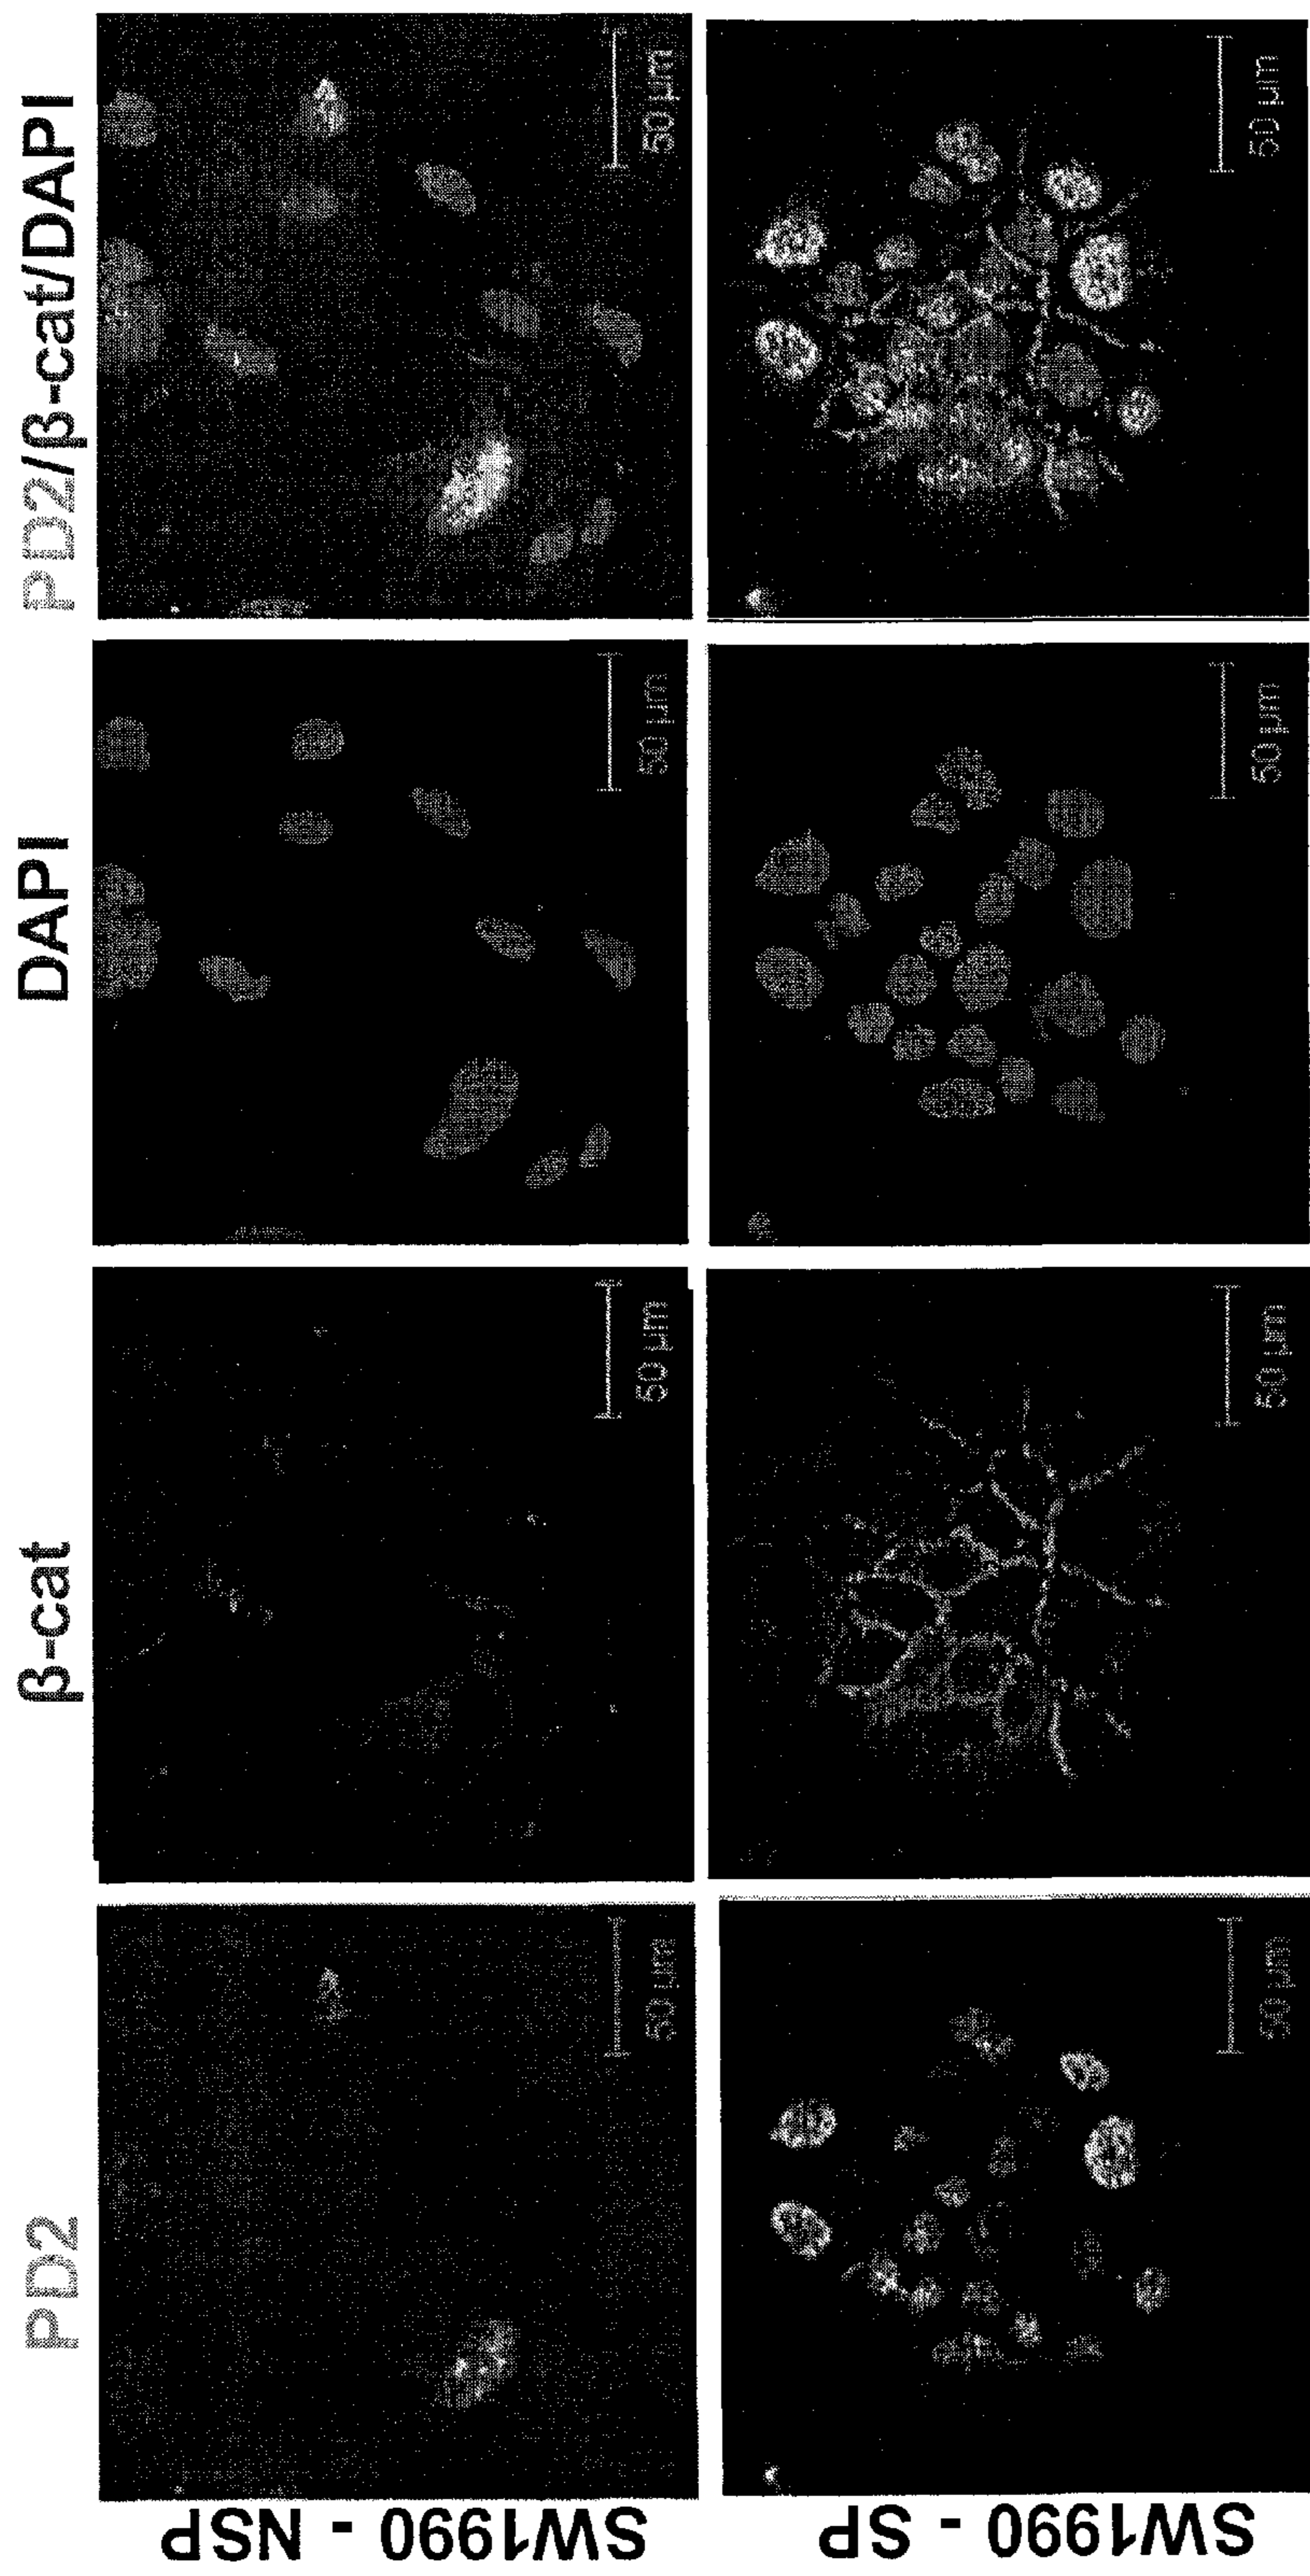 PD2
β-cat
DAPI
PD2/β-cat/DAPI
SW1990 - NSP
50 µm
50 µm
50 µm
50 µm
SW1990 - SP
50 µm
50 µm
50 µm
50 µm